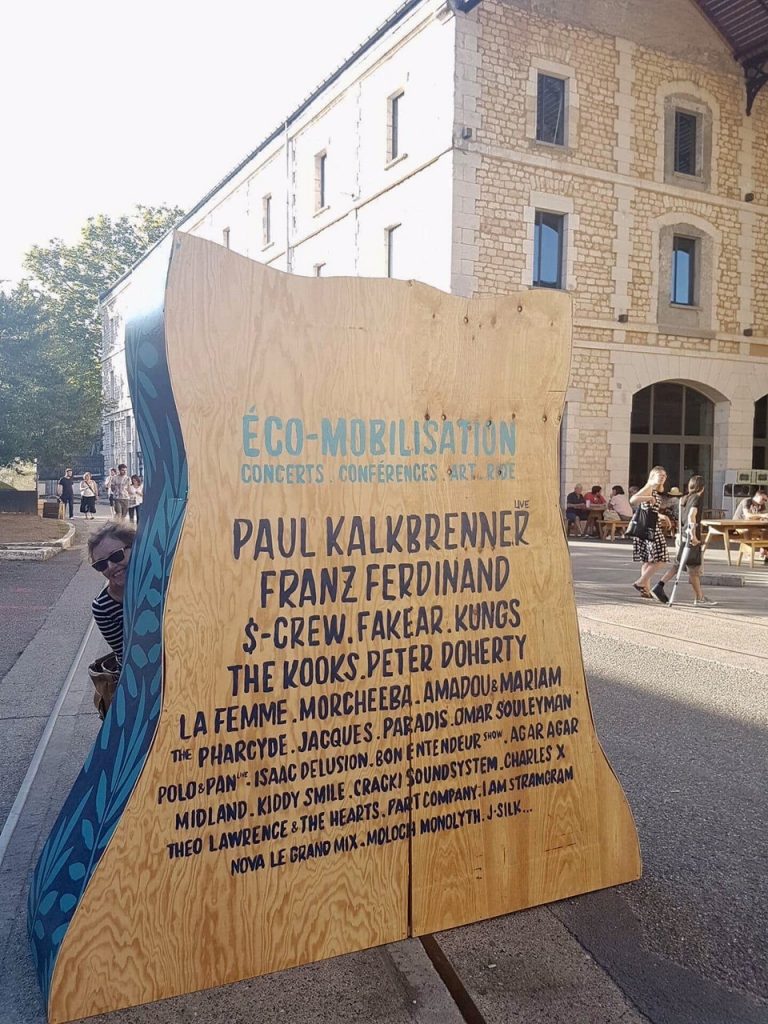 ÉCO-MOBILISATION
CONCERTS . CONFÉRENCES . ART . RIDE
PAUL KALKBRENNER LIVE
FRANZ FERDINAND
$-CREW . FAKEAR . KUNGS
THE KOOKS . PETER DOHERTY
LA FEMME . MORCHEEBA . AMADOU & MARIAM
THE PHARCYDE . JACQUES . PARADIS . OMAR SOULEYMAN
POLO & PAN LIVE . ISAAC DELUSION . BON ENTENDEUR SHOW . AGAR AGAR
MIDLAND . KIDDY SMILE . CRACKI SOUNDSYSTEM . CHARLES X
THEO LAWRENCE & THE HEARTS . PART COMPANY . I AM STRAMGRAM
NOVA LE GRAND MIX . MOLOCH MONOLYTH . J-SILK...